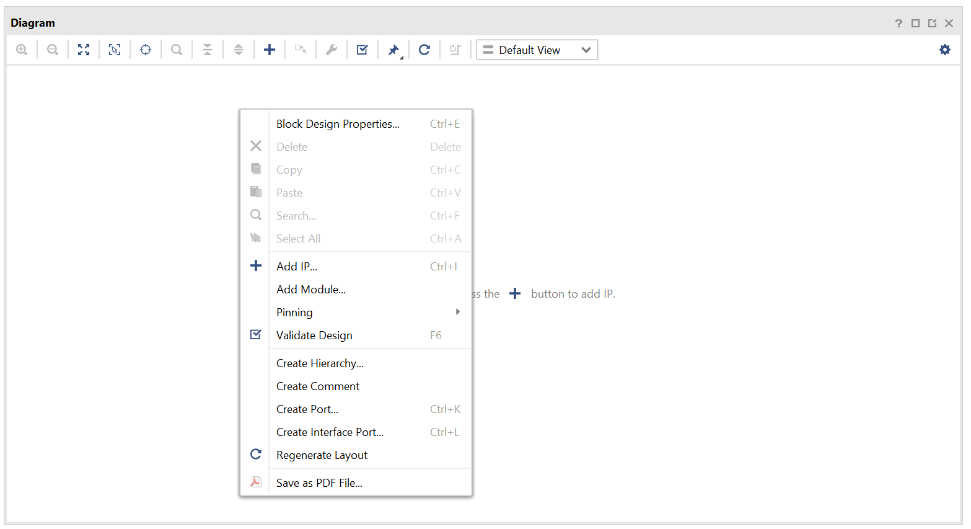 Diagram
Default View
Block Design Properties... Ctrl+E
Delete Delete
Copy Ctrl+C
Paste Ctrl+V
Search... Ctrl+F
Select All Ctrl+A
Add IP... Ctrl+I
Add Module...
ss the + button to add IP.
Pinning
Validate Design F6
Create Hierarchy...
Create Comment
Create Port... Ctrl+K
Create Interface Port... Ctrl+L
Regenerate Layout
Save as PDF File...